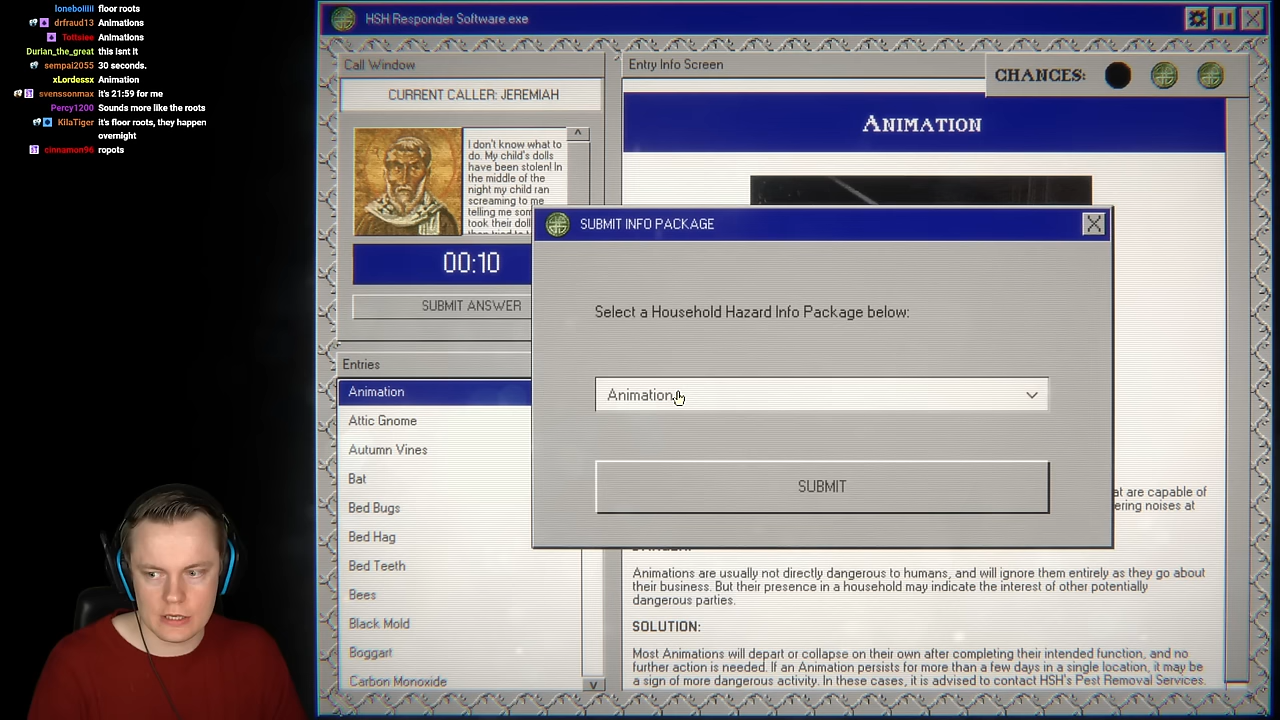 lonebolllll floor roots
drfraud13 Animations
Tottsiee Animations
Durian_the_great this isnt it
sempai2055 30 seconds.
xLordessx Animation
svenssonmax it's 21:59 for me
Percy1200 Sounds more like the roots
KilaTiger it's floor roots, they happen
overnight
cinnamon96 ropots
HSH Responder Software.exe
Call Window
CURRENT CALLER: JEREMIAH
I don't know what to
do. My child's dolls
have been stolen! In
the middle of the
night my child ran
screaming to me
telling me som
took their doll
00:10
SUBMIT ANSWER
Entries
Animation
Attic Gnome
Autumn Vines
Bat
Bed Bugs
Bed Hag
Bed Teeth
Bees
Black Mold
Boggart
Carbon Monoxide
Entry Info Screen
CHANCES:
ANIMATION
SUBMIT INFO PACKAGE
Select a Household Hazard Info Package below:
Animation
SUBMIT
at are capable of
ering noises at
Animations are usually not directly dangerous to humans, and will ignore them entirely as they go about
their business. But their presence in a household may indicate the interest of other potentially
dangerous parties.
SOLUTION:
Most Animations will depart or collapse on their own after completing their intended function, and no
further action is needed. If an Animation persists for more than a few days in a single location, it may be
a sign of more dangerous activity. In these cases, it is advised to contact HSH's Pest Removal Services.